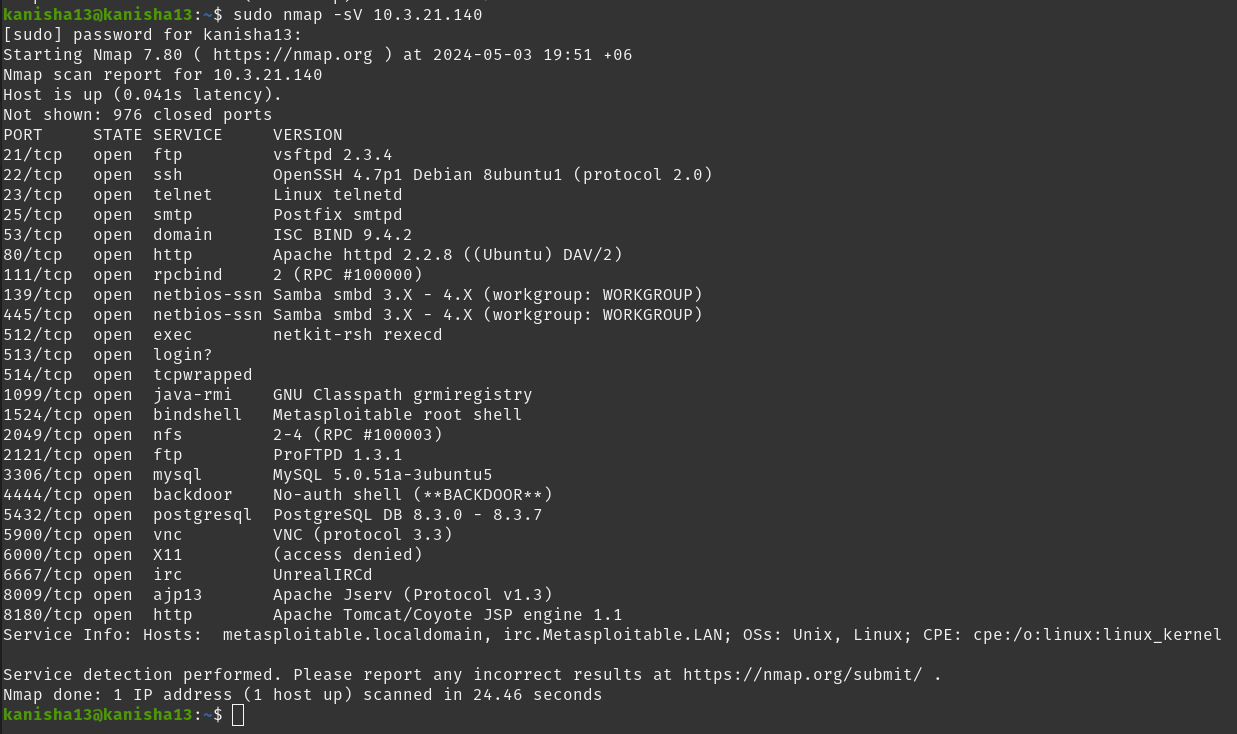 kanisha13@kanisha13:~$ sudo nmap -sV 10.3.21.140
[sudo] password for kanisha13:
Starting Nmap 7.80 ( https://nmap.org ) at 2024-05-03 19:51 +06
Nmap scan report for 10.3.21.140
Host is up (0.041s latency).
Not shown: 976 closed ports
PORT     STATE SERVICE     VERSION
21/tcp   open  ftp         vsftpd 2.3.4
22/tcp   open  ssh         OpenSSH 4.7p1 Debian 8ubuntu1 (protocol 2.0)
23/tcp   open  telnet      Linux telnetd
25/tcp   open  smtp        Postfix smtpd
53/tcp   open  domain      ISC BIND 9.4.2
80/tcp   open  http        Apache httpd 2.2.8 ((Ubuntu) DAV/2)
111/tcp  open  rpcbind     2 (RPC #100000)
139/tcp  open  netbios-ssn Samba smbd 3.X - 4.X (workgroup: WORKGROUP)
445/tcp  open  netbios-ssn Samba smbd 3.X - 4.X (workgroup: WORKGROUP)
512/tcp  open  exec        netkit-rsh rexecd
513/tcp  open  login?
514/tcp  open  tcpwrapped
1099/tcp open  java-rmi    GNU Classpath grmiregistry
1524/tcp open  bindshell   Metasploitable root shell
2049/tcp open  nfs         2-4 (RPC #100003)
2121/tcp open  ftp         ProFTPD 1.3.1
3306/tcp open  mysql       MySQL 5.0.51a-3ubuntu5
4444/tcp open  backdoor    No-auth shell (**BACKDOOR**)
5432/tcp open  postgresql  PostgreSQL DB 8.3.0 - 8.3.7
5900/tcp open  vnc         VNC (protocol 3.3)
6000/tcp open  X11         (access denied)
6667/tcp open  irc         UnrealIRCd
8009/tcp open  ajp13       Apache Jserv (Protocol v1.3)
8180/tcp open  http        Apache Tomcat/Coyote JSP engine 1.1
Service Info: Hosts:  metasploitable.localdomain, irc.Metasploitable.LAN; OSs: Unix, Linux; CPE: cpe:/o:linux:linux_kernel
Service detection performed. Please report any incorrect results at https://nmap.org/submit/ .
Nmap done: 1 IP address (1 host up) scanned in 24.46 seconds
kanisha13@kanisha13:~$